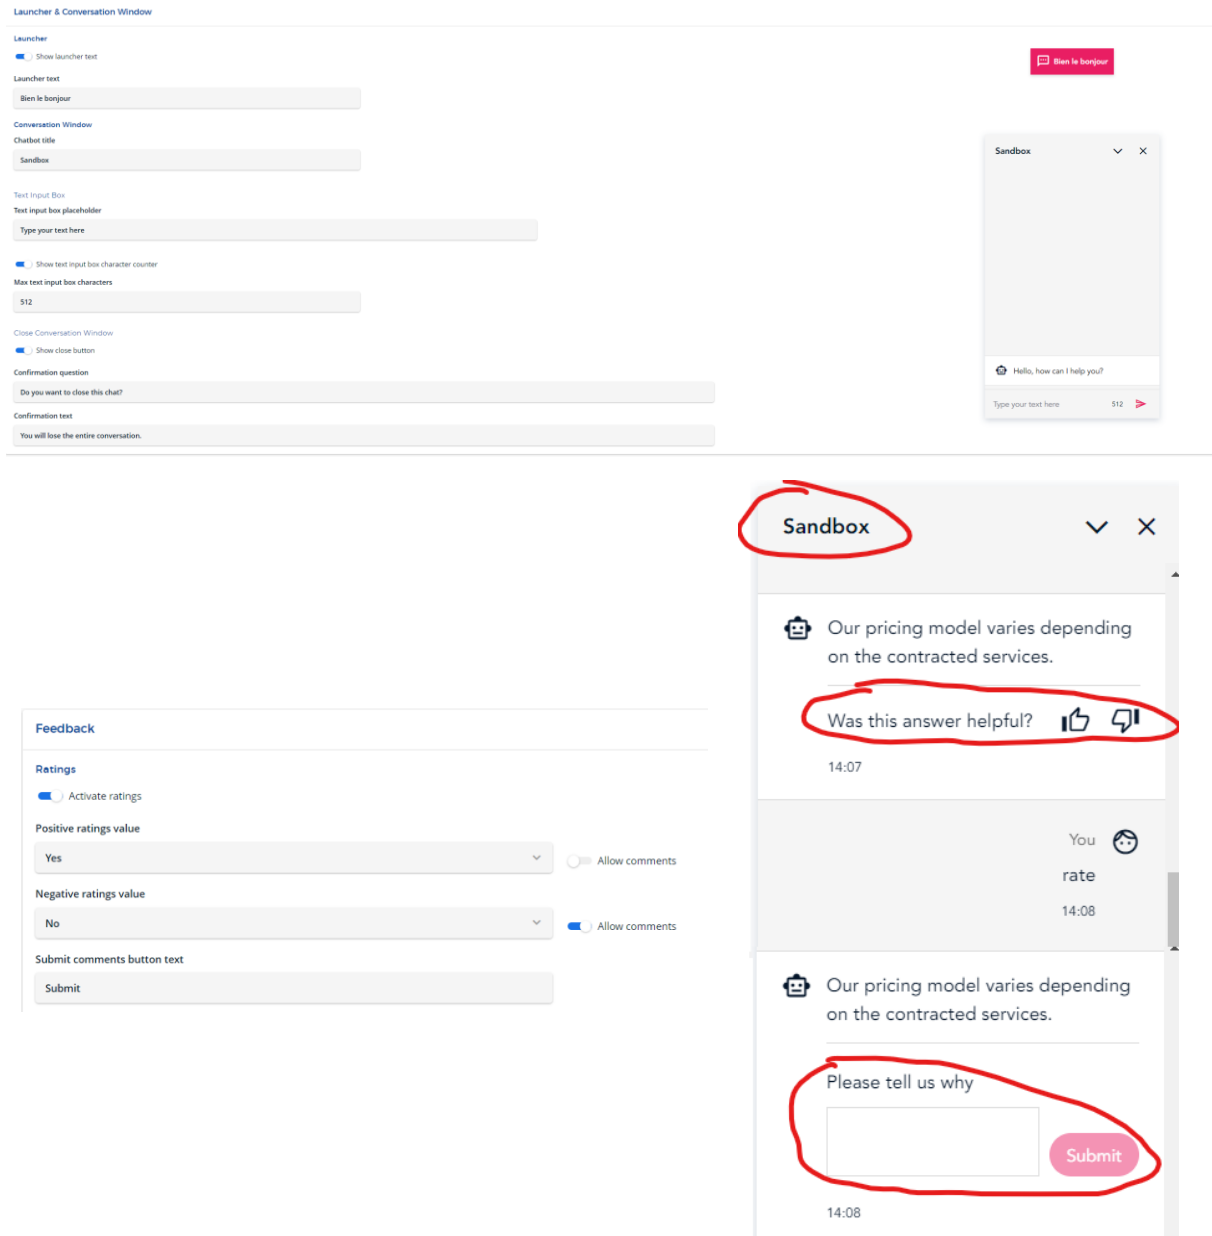 Launcher & Conversation Window
Launcher
Show launcher text
Launcher text
Bien le bonjour
Conversation Window
Chatbot title
Sandbox
Text Input Box
Text input box placeholder
Type your text here
Show text input box character counter
Max text input box characters
512
Close Conversation Window
Show close button
Confirmation question
Do you want to close this chat?
Confirmation text
You will lose the entire conversation.
Bien le bonjour
Sandbox
Hello, how can I help you?
Type your text here 512
Feedback
Ratings
Activate ratings
Positive ratings value
Yes Allow comments
Negative ratings value
No Allow comments
Submit comments button text
Submit
Sandbox
Our pricing model varies depending
on the contracted services.
Was this answer helpful?
14:07
You
rate
14:08
Our pricing model varies depending
on the contracted services.
Please tell us why
Submit
14:08